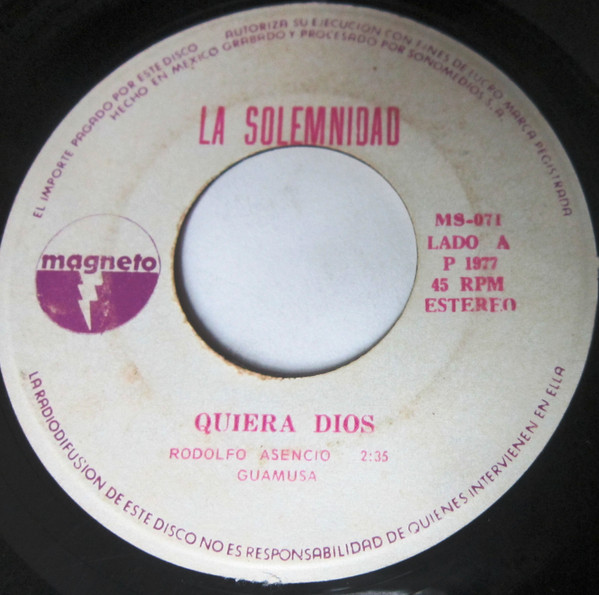 EL IMPORTE PAGADO POR ESTE DISCO AUTORIZA SU EJECUCION CON FINES DE LUCRO MARCA REGISTRADA
HECHO EN MEXICO GRABADO Y PROCESADO POR SONOMEDIOS S.A.
LA SOLEMNIDAD
magneto
MS-071
LADO A
P 1977
45 RPM
ESTEREO
QUIERA DIOS
RODOLFO ASENCIO 2:35
GUAMUSA
LA RADIODIFUSION DE ESTE DISCO NO ES RESPONSABILIDAD DE QUIENES INTERVIENEN EN ELLA